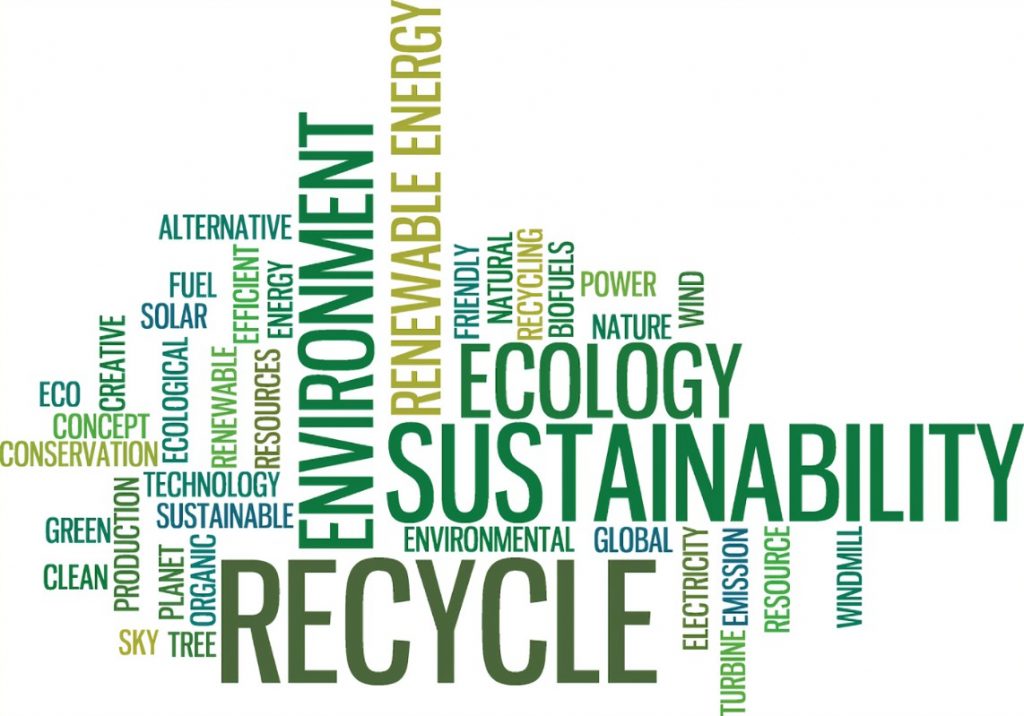 RENEWABLE ENERGY
ENVIRONMENT
ALTERNATIVE
EFFICIENT
ENERGY
FUEL
SOLAR
FRIENDLY
NATURAL
RECYCLING
BIOFUELS
POWER
WIND
NATURE
CREATIVE
ECOLOGICAL
RENEWABLE
RESOURCES
ECOLOGY
ECO
CONCEPT
CONSERVATION
SUSTAINABILITY
TECHNOLOGY
SUSTAINABLE
GREEN
PRODUCTION
CLEAN
PLANET
ORGANIC
ENVIRONMENTAL
GLOBAL
ELECTRICITY
EMISSION
RESOURCE
WINDMILL
RECYCLE
SKY
TREE
TURBINE